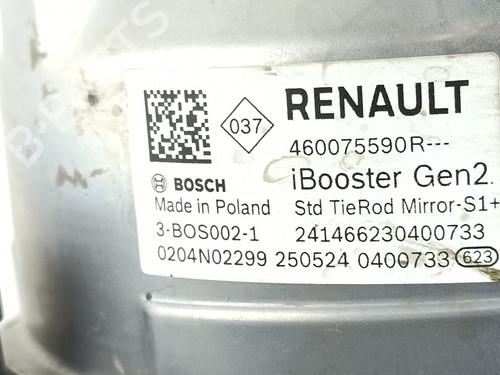 B-PARTS
RENAULT
037
460075590R---
BOSCH
iBooster Gen2.
Made in Poland
Std TieRod Mirror-S1+
3-BOS002-1
241466230400733
0204N02299 250524 0400733 623